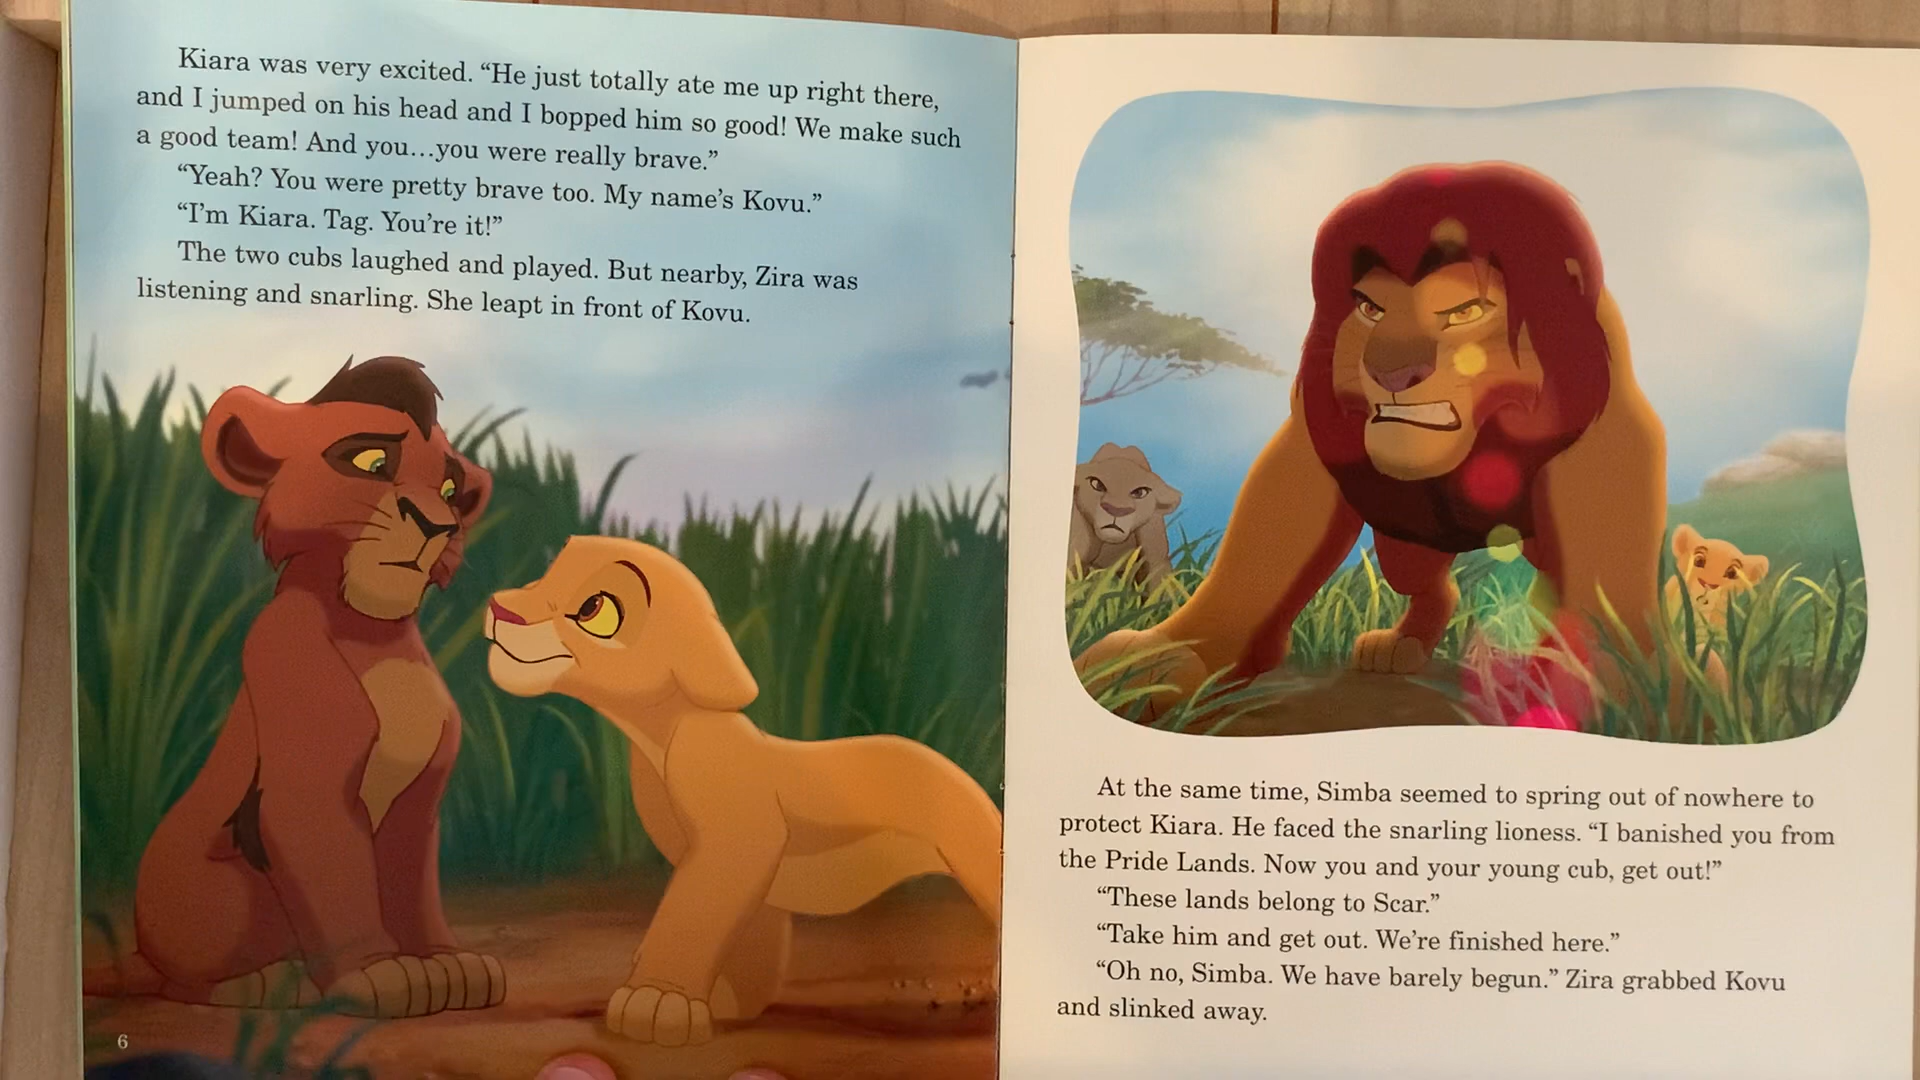 Kiara was very excited. “He just totally ate me up right there,
and I jumped on his head and I bopped him so good! We make such
a good team! And you…you were really brave.”
“Yeah? You were pretty brave too. My name’s Kovu.”
“I’m Kiara. Tag. You’re it!”
The two cubs laughed and played. But nearby, Zira was
listening and snarling. She leapt in front of Kovu.
6
At the same time, Simba seemed to spring out of nowhere to
protect Kiara. He faced the snarling lioness. “I banished you from
the Pride Lands. Now you and your young cub, get out!”
“These lands belong to Scar.”
“Take him and get out. We’re finished here.”
“Oh no, Simba. We have barely begun.” Zira grabbed Kovu
and slinked away.